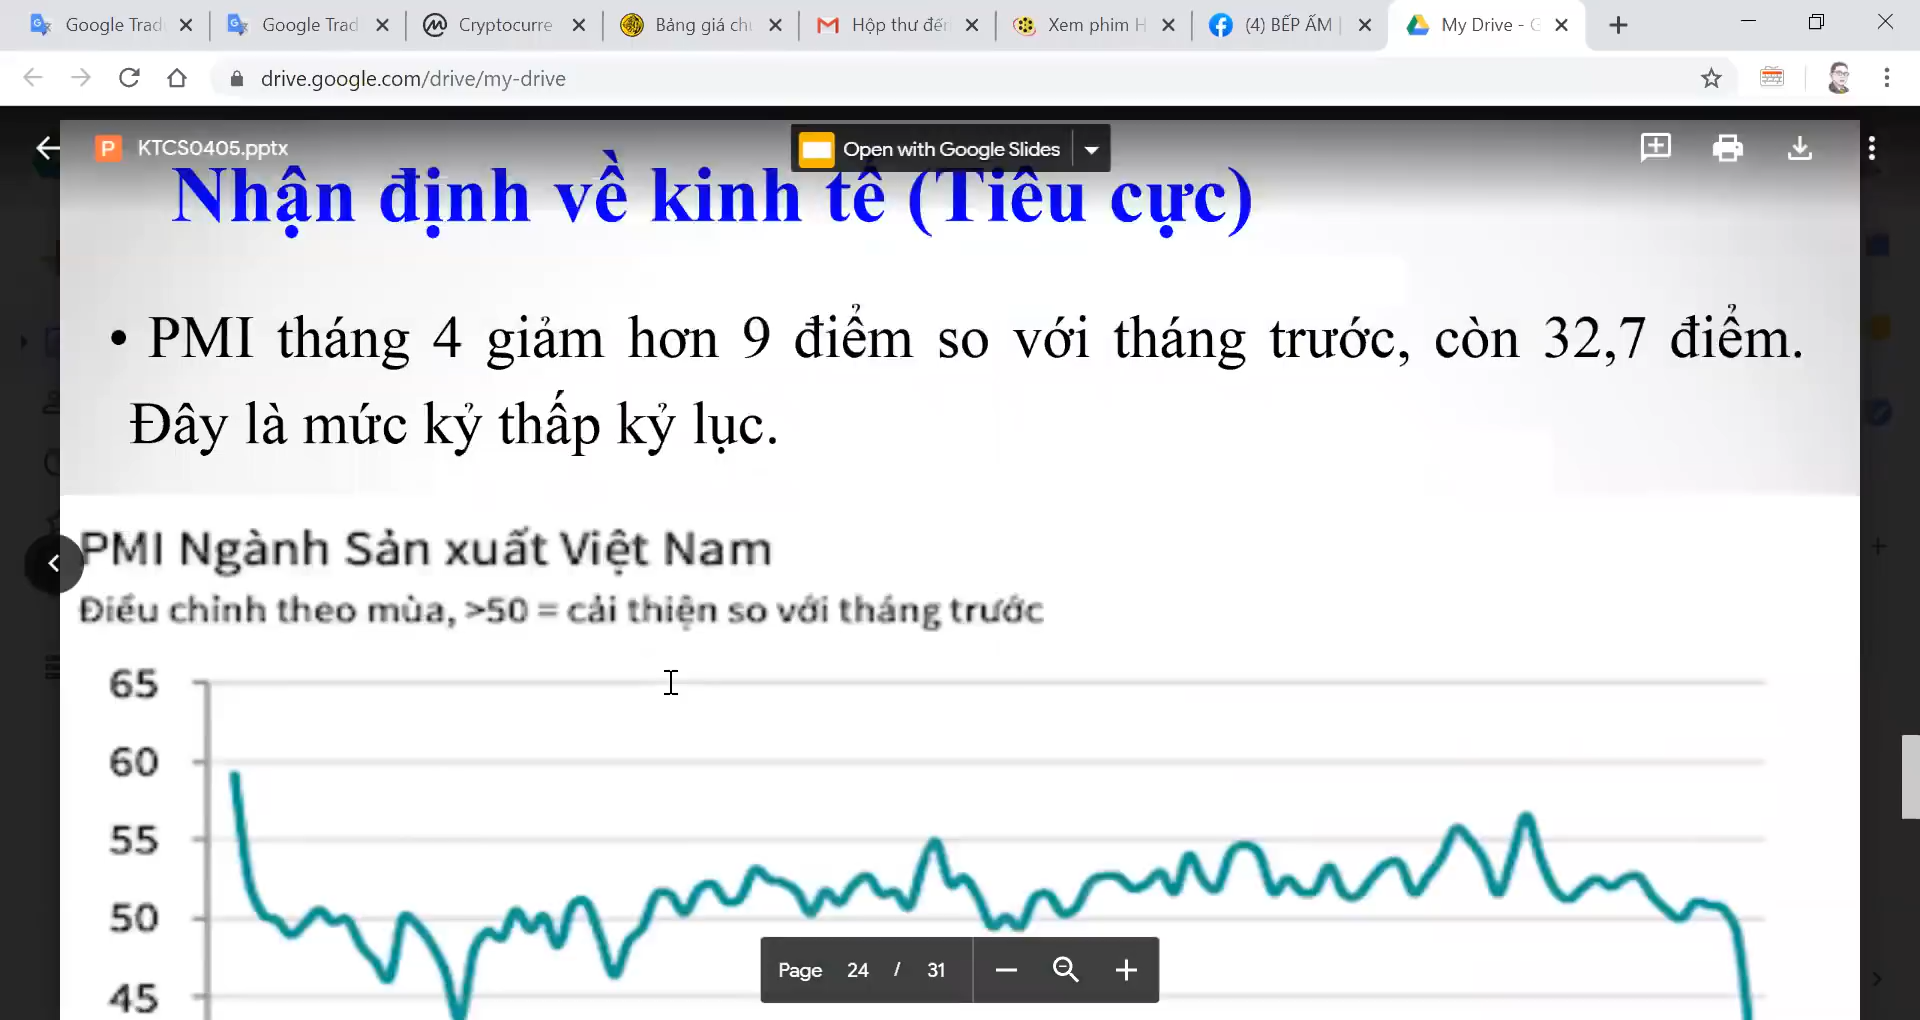 Google Trad
Google Trad
Cryptocurre
Bảng giá ch
Hộp thư đến
Xem phim H
(4) BẾP ẤM |
My Drive - G
drive.google.com/drive/my-drive
KTCS0405.pptx
Open with Google Slides
Nhận định về kinh tế (Tiêu cực)
• PMI tháng 4 giảm hơn 9 điểm so với tháng trước, còn 32,7 điểm.
Đây là mức kỷ thấp kỷ lục.
PMI Ngành Sản xuất Việt Nam
Điều chỉnh theo mùa, >50 = cải thiện so với tháng trước
65
60
55
50
45
Page 24 / 31